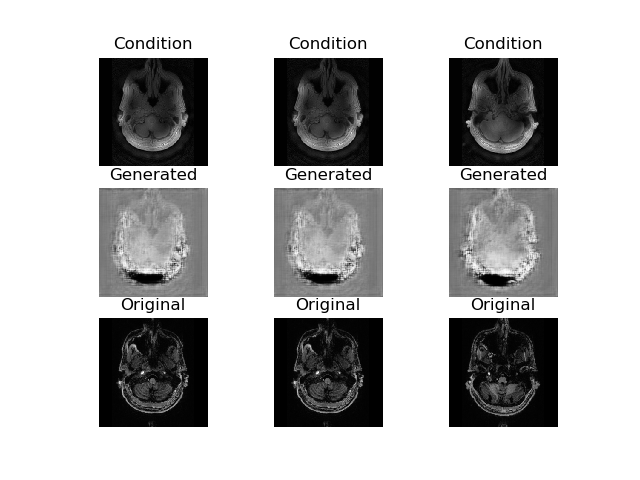 Condition Condition Condition
Generated Generated Generated
Original Original Original